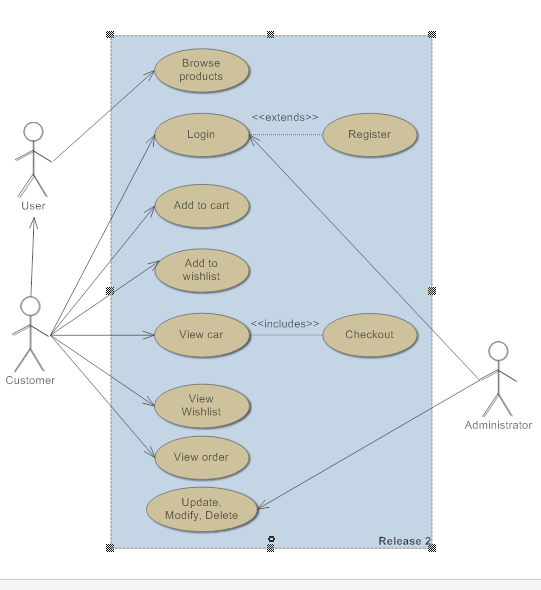 Browse
products
<<extends>>
Login
Register
User
Add to cart
Add to
wishlist
<<includes>>
View car
Checkout
Customer
View
Wishlist
Administrator
View order
Update,
Modify, Delete
Release 2